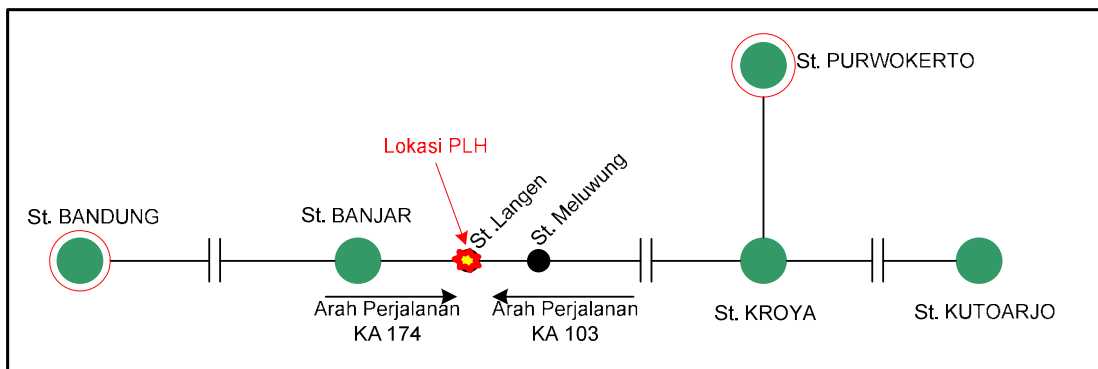 St. PURWOKERTO
Lokasi PLH
St.Langen
St. Meluwung
St. BANDUNG
St. BANJAR
Arah Perjalanan
KA 174
Arah Perjalanan
KA 103
St. KROYA
St. KUTOARJO